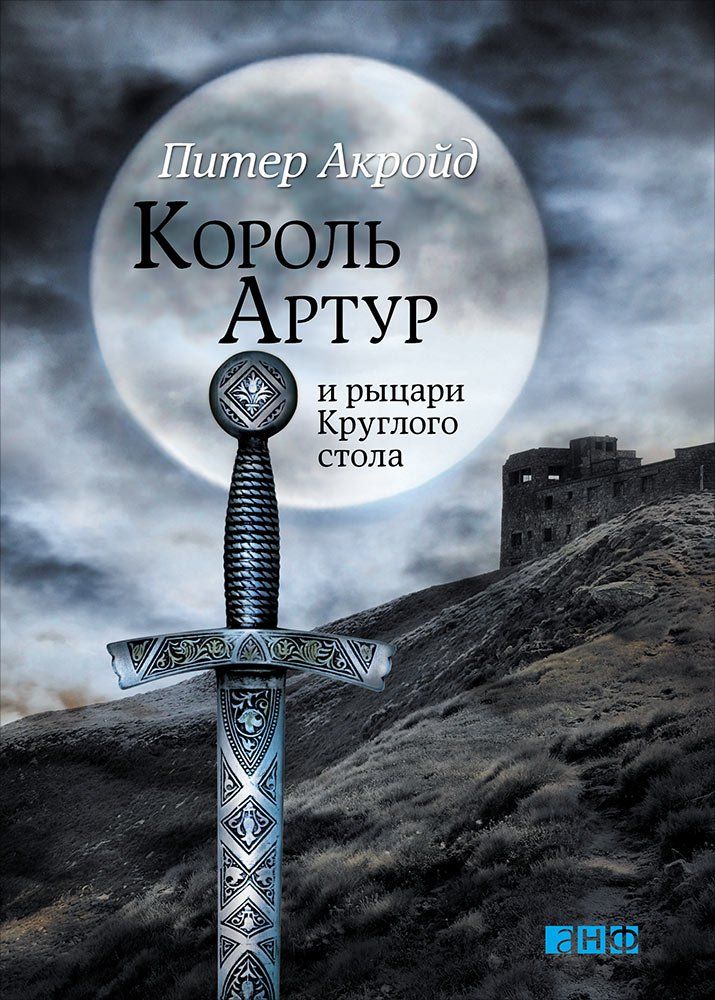 Питер Акройд
Король
Артур
и рыцари
Круглого
стола
анф